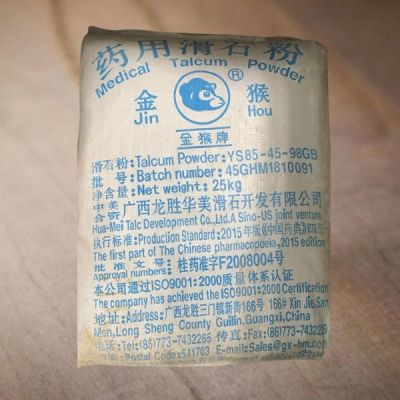 药用滑石粉
Medical Talcum Powder
金 ® 猴
Jin Hou
金猴牌
滑石粉:Talcum Powder:YS85-45-98GB
批号:Batch number:45GHM1810091
净含量:Net weight:25kg
中美合资广西龙胜华美滑石开发有限公司
Hua-Mei Talc Development Co.,Ltd.A Sino-US joint venture.
执行标准:Production Standard:2015年版《中国药典》四
The first part of The Chinese pharmacopoeia,2015 edition
批准文号:桂药准字F2008004号
Approval numbers:
本公司通过ISO9001:2000质量体系认证
The company has achieved the ISO9001:2000 Certification
地址:Address:广西龙胜三门镇新街166号 166# Xin Jie,San
Men,Long Sheng County Guilin,Guangxi,China
电话:Tel:(86)773-7432265 传真:Fax:(86)773-743229
Postal Code:541703 E-mail:Sales@gx-hm.com
of validity:2020